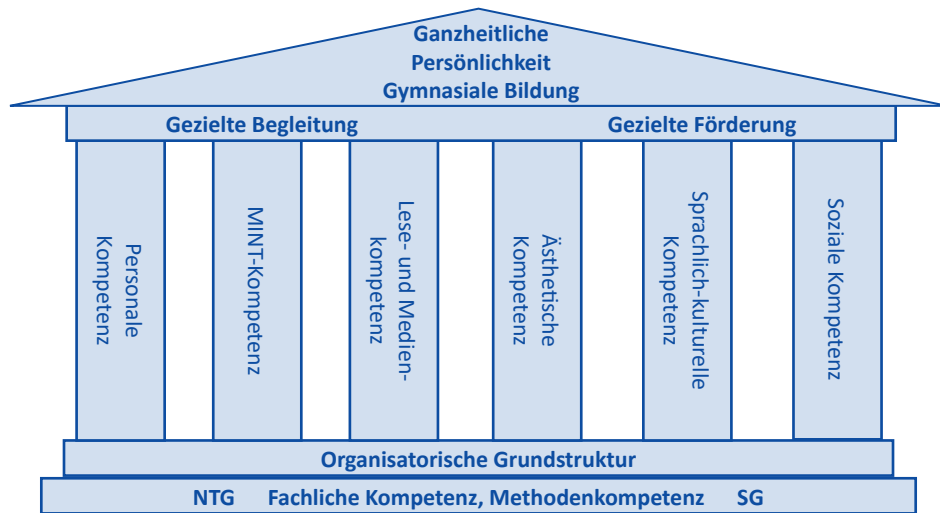 Ganzheitliche
Persönlichkeit
Gymnasiale Bildung
Gezielte Begleitung
Gezielte Förderung
Personale
Kompetenz
MINT-Kompetenz
Lese- und Medien-
kompetenz
Ästhetische
Kompetenz
Sprachlich-kulturelle
Kompetenz
Soziale Kompetenz
Organisatorische Grundstruktur
NTG Fachliche Kompetenz, Methodenkompetenz SG